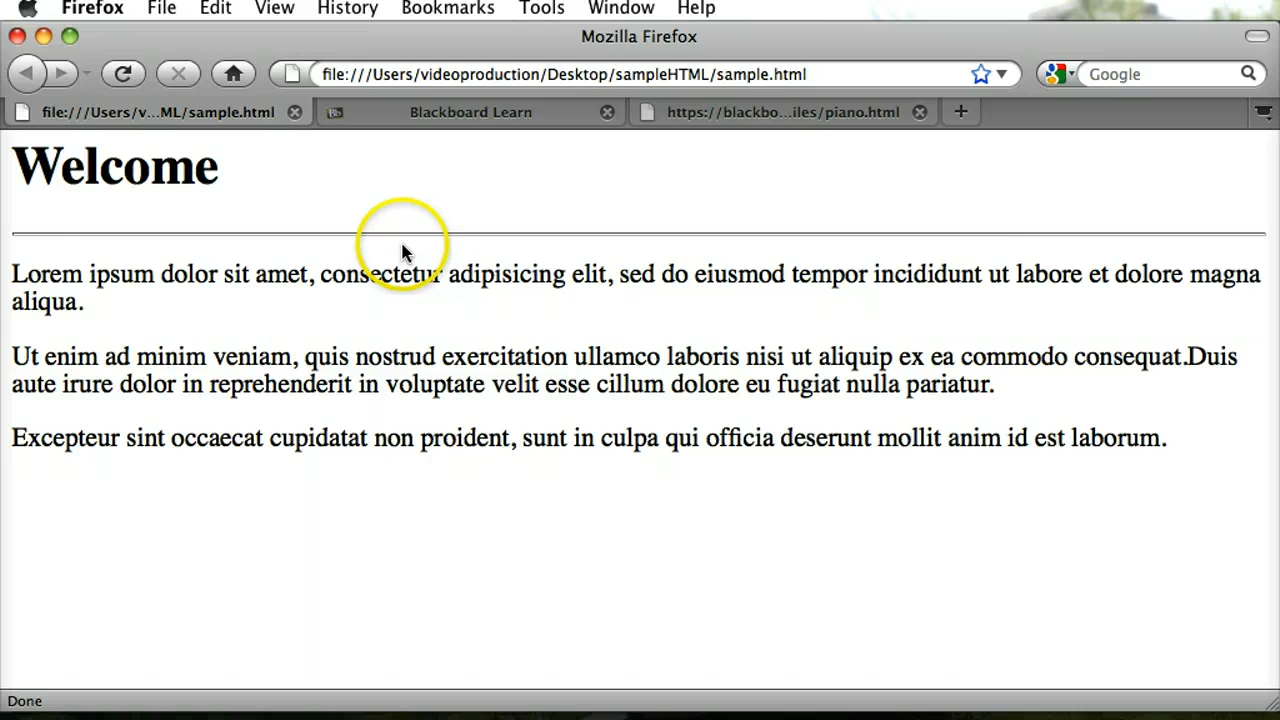 Firefox File Edit View History Bookmarks Tools Window Help
Mozilla Firefox
file:///Users/videoproduction/Desktop/sampleHTML/sample.html Google
file:///Users/v...ML/sample.html Blackboard Learn https://blackbo...iles/piano.html
Welcome
Lorem ipsum dolor sit amet, consectetur adipisicing elit, sed do eiusmod tempor incididunt ut labore et dolore magna
aliqua.
Ut enim ad minim veniam, quis nostrud exercitation ullamco laboris nisi ut aliquip ex ea commodo consequat.Duis
aute irure dolor in reprehenderit in voluptate velit esse cillum dolore eu fugiat nulla pariatur.
Excepteur sint occaecat cupidatat non proident, sunt in culpa qui officia deserunt mollit anim id est laborum.
Done